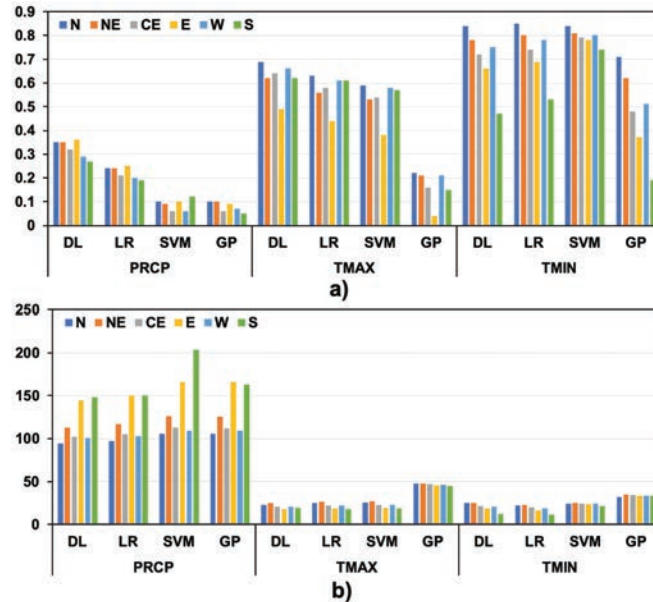 0.9
N NE CE E W S
0.8
0.7
0.6
0.5
0.4
0.3
0.2
0.1
0
DL LR SVM GP DL LR SVM GP DL LR SVM GP
PRCP TMAX TMIN
a)
250
N NE CE E W S
200
150
100
50
0
DL LR SVM GP DL LR SVM GP DL LR SVM GP
PRCP TMAX TMIN
b)